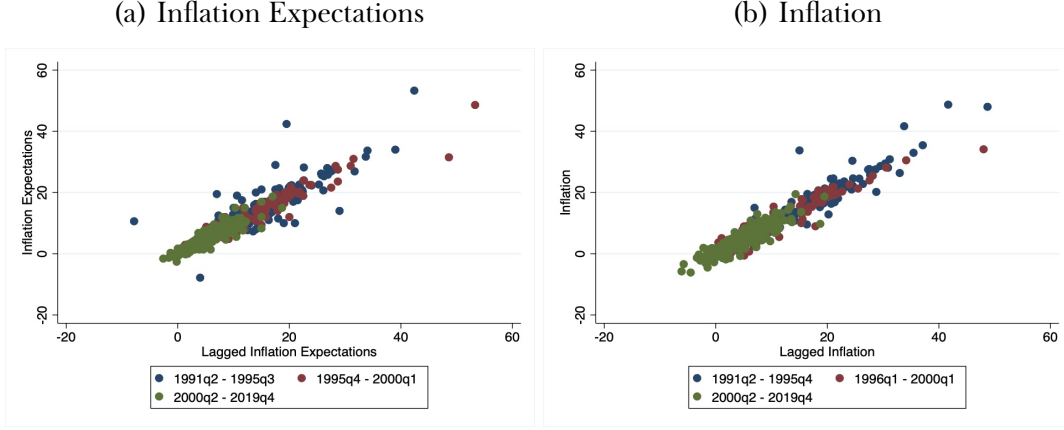 (a) Inflation Expectations
Inflation Expectations
60
40
20
0
-20
-20 0 20 40 60
Lagged Inflation Expectations
1991q2 - 1995q3 1995q4 - 2000q1
2000q2 - 2019q4
(b) Inflation
Inflation
60
40
20
0
-20
-20 0 20 40 60
Lagged Inflation
1991q2 - 1995q4 1996q1 - 2000q1
2000q2 - 2019q4